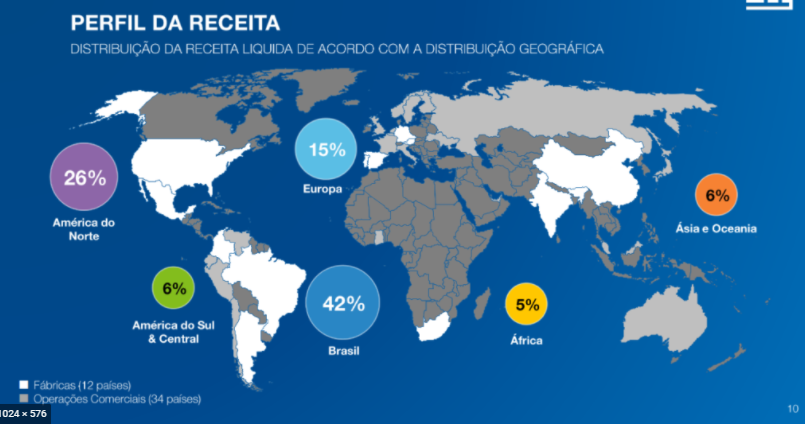 PERFIL DA RECEITA
DISTRIBUIÇÃO DA RECEITA LIQUIDA DE ACORDO COM A DISTRIBUIÇÃO GEOGRÁFICA
15%
Europa
26%
América do
Norte
6%
Ásia e Oceania
6%
América do Sul
& Central
42%
Brasil
5%
África
Fábricas (12 países)
Operações Comerciais (34 países)
1024 × 576
10